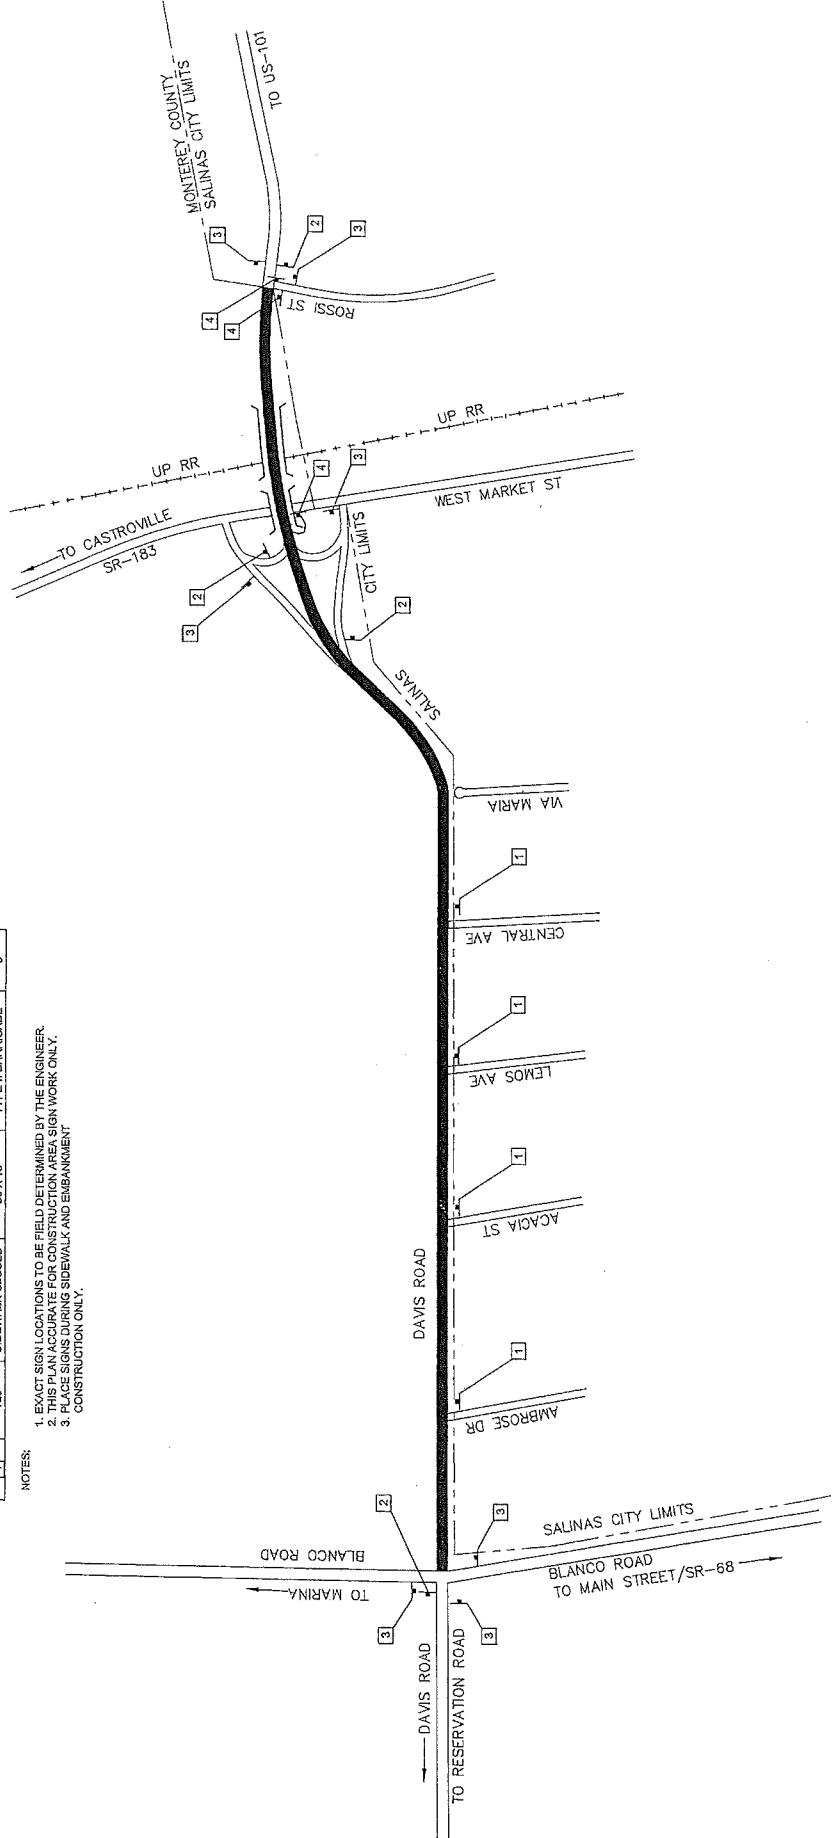 NOTES:
1. EXACT SIGN LOCATIONS TO BE FIELD DETERMINED BY THE ENGINEER.
2. THIS PLAN ACCURATE FOR CONSTRUCTION AREA SIGN WORK ONLY.
3. PLACE SIGNS DURING SIDEWALK AND EMBANKMENT
CONSTRUCTION ONLY.
MONTEREY COUNTY
SALINAS CITY LIMITS
TO US-101
3
2
3
4
4
ROSSI ST
UP RR
UP RR
4
3
WEST MARKET ST
TO CASTROVILLE
SR-183
2
3
CITY LIMITS
2
SALINAS
VIA MARIA
1
CENTRAL AVE
1
LEMOS AVE
1
ACACIA ST
DAVIS ROAD
1
AMBROSE DR
2
3
SALINAS CITY LIMITS
BLANCO ROAD
BLANCO ROAD
TO MAIN STREET/SR-68
TO MARINA
3
3
DAVIS ROAD
TO RESERVATION ROAD